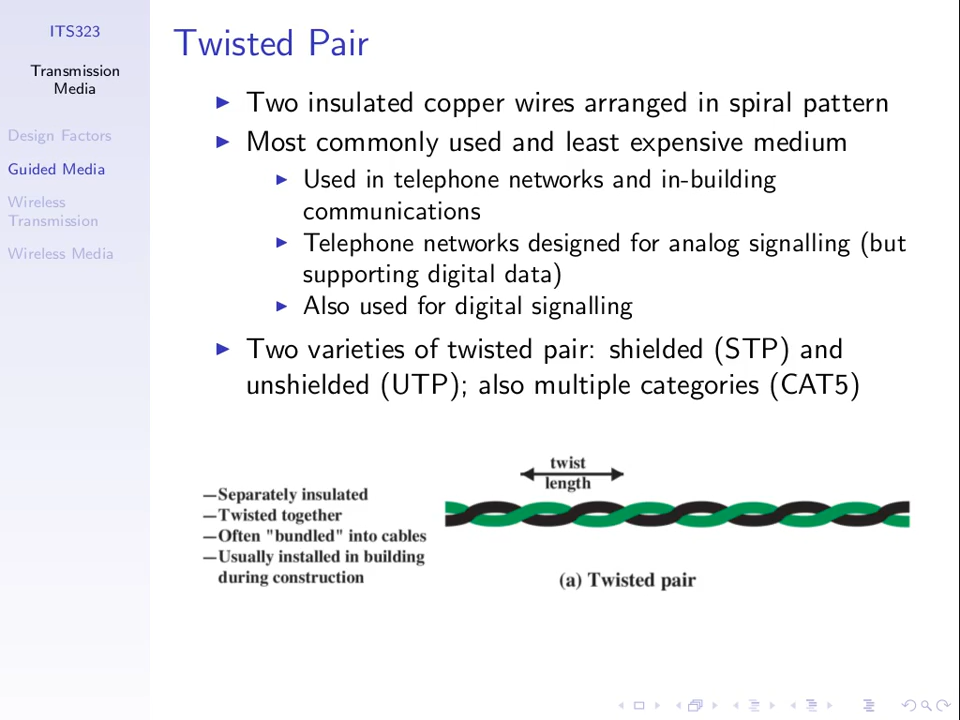 ITS323
Transmission
Media
Design Factors
Guided Media
Wireless
Transmission
Wireless Media
Twisted Pair
Two insulated copper wires arranged in spiral pattern
Most commonly used and least expensive medium
Used in telephone networks and in-building
communications
Telephone networks designed for analog signalling (but
supporting digital data)
Also used for digital signalling
Two varieties of twisted pair: shielded (STP) and
unshielded (UTP); also multiple categories (CAT5)
—Separately insulated
—Twisted together
—Often "bundled" into cables
—Usually installed in building
during construction
twist
length
(a) Twisted pair